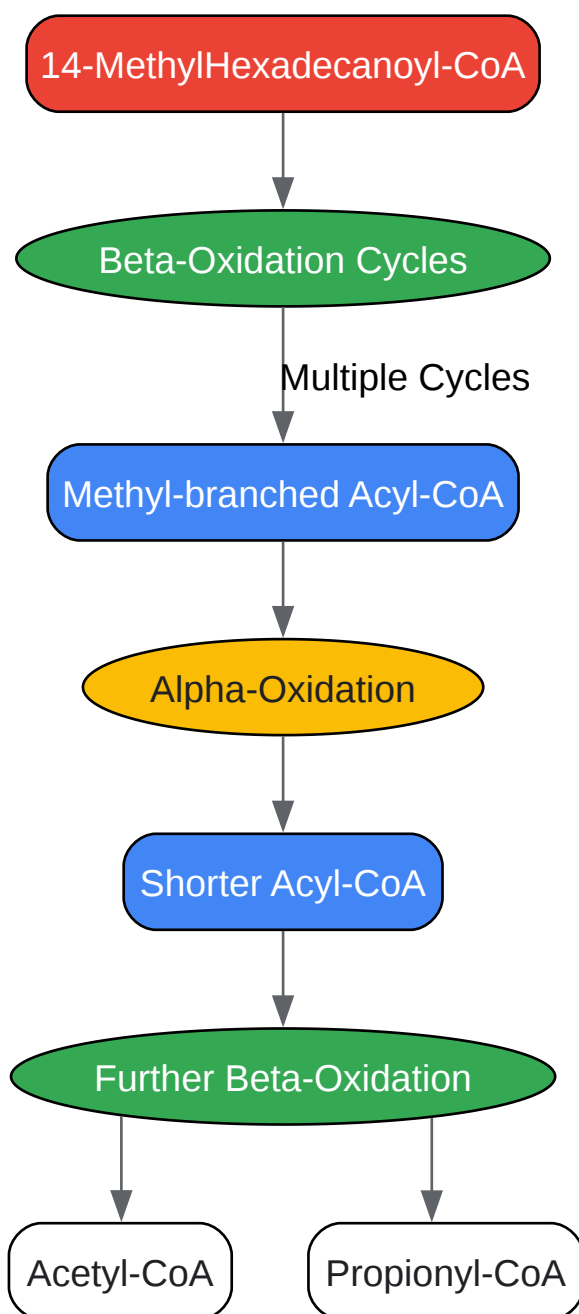 14-MethylHexadecanoyl-CoA
Beta-Oxidation Cycles
Multiple Cycles
Methyl-branched Acyl-CoA
Alpha-Oxidation
Shorter Acyl-CoA
Further Beta-Oxidation
Acetyl-CoA
Propionyl-CoA